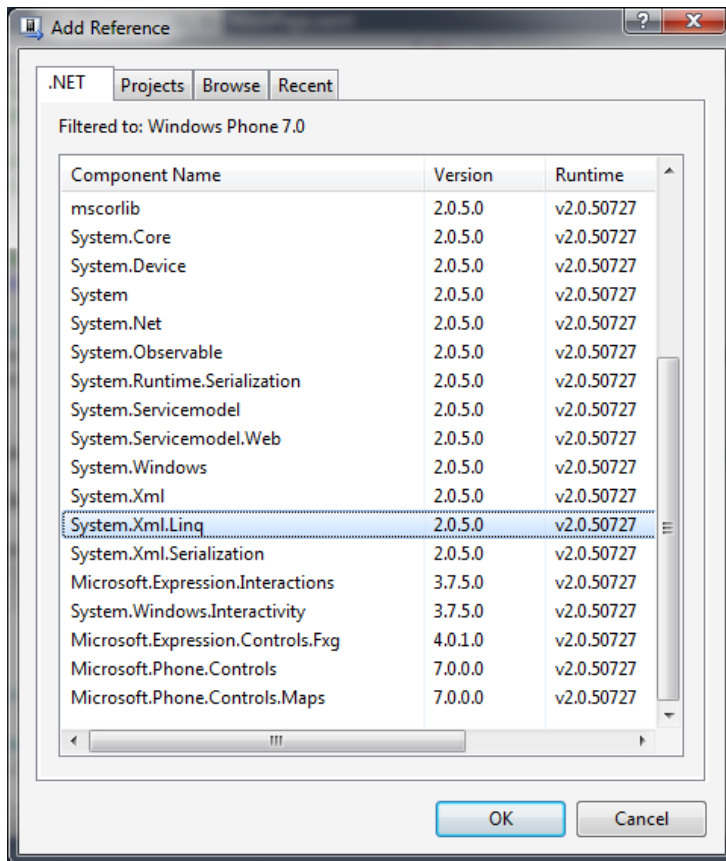 Add Reference
.NET Projects Browse Recent
Filtered to: Windows Phone 7.0
Component Name Version Runtime
mscorlib 2.0.5.0 v2.0.50727
System.Core 2.0.5.0 v2.0.50727
System.Device 2.0.5.0 v2.0.50727
System 2.0.5.0 v2.0.50727
System.Net 2.0.5.0 v2.0.50727
System.Observable 2.0.5.0 v2.0.50727
System.Runtime.Serialization 2.0.5.0 v2.0.50727
System.Servicemodel 2.0.5.0 v2.0.50727
System.Servicemodel.Web 2.0.5.0 v2.0.50727
System.Windows 2.0.5.0 v2.0.50727
System.Xml 2.0.5.0 v2.0.50727
System.Xml.Linq 2.0.5.0 v2.0.50727
System.Xml.Serialization 2.0.5.0 v2.0.50727
Microsoft.Expression.Interactions 3.7.5.0 v2.0.50727
System.Windows.Interactivity 3.7.5.0 v2.0.50727
Microsoft.Expression.Controls.Fxg 4.0.1.0 v2.0.50727
Microsoft.Phone.Controls 7.0.0.0 v2.0.50727
Microsoft.Phone.Controls.Maps 7.0.0.0 v2.0.50727
OK Cancel